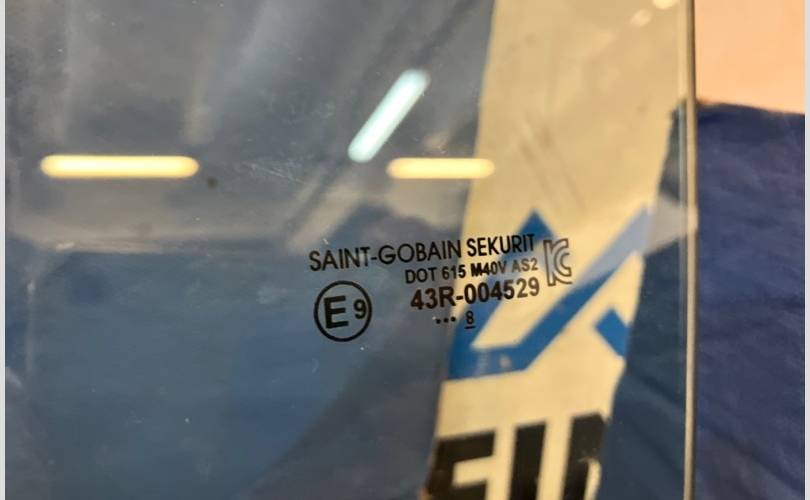 SAINT-GOBAIN SEKURIT
DOT 615 M40V AS2
43R-004529
E9
••• 8